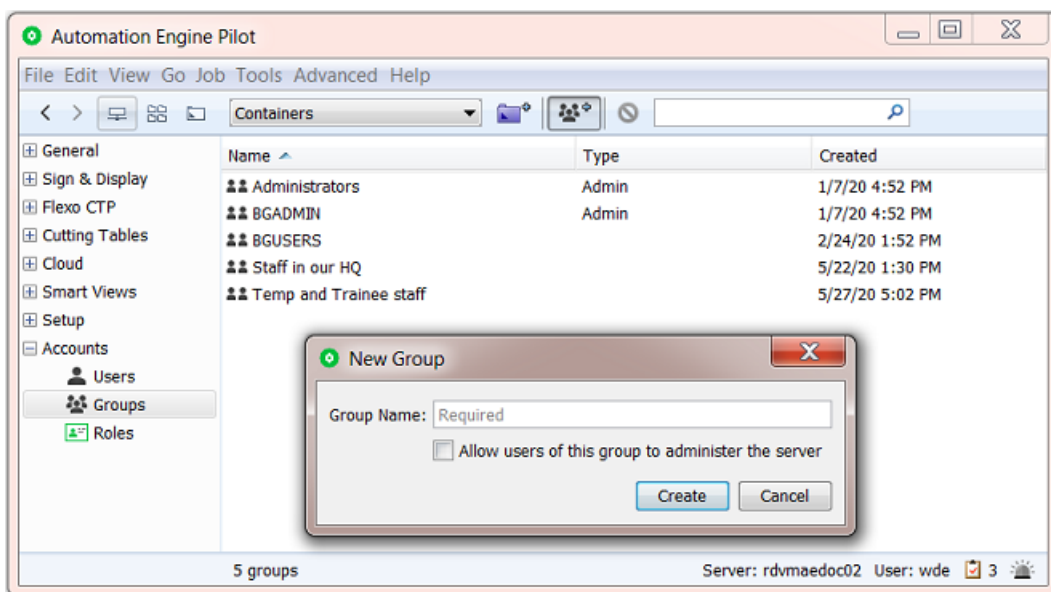 Automation Engine Pilot
File Edit View Go Job Tools Advanced Help
Containers
General
Sign & Display
Flexo CTP
Cutting Tables
Cloud
Smart Views
Setup
Accounts
Users
Groups
Roles
Name Type Created
Administrators Admin 1/7/20 4:52 PM
BGADMIN Admin 1/7/20 4:52 PM
BGUSERS 2/24/20 1:52 PM
Staff in our HQ 5/22/20 1:30 PM
Temp and Trainee staff 5/27/20 5:02 PM
New Group
Group Name: Required
Allow users of this group to administer the server
Create Cancel
5 groups Server: rdvmaedoc02 User: wde 3